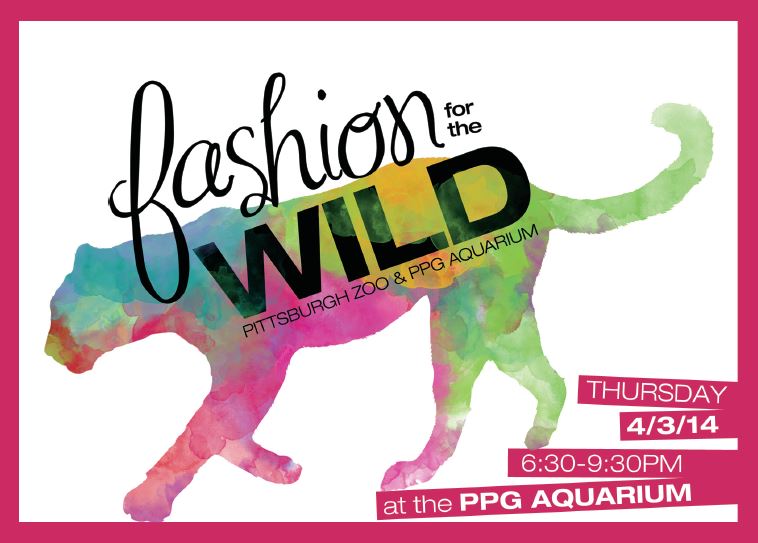 fashion for the
WILD
PITTSBURGH ZOO & PPG AQUARIUM
THURSDAY
4/3/14
6:30-9:30PM
at the PPG AQUARIUM